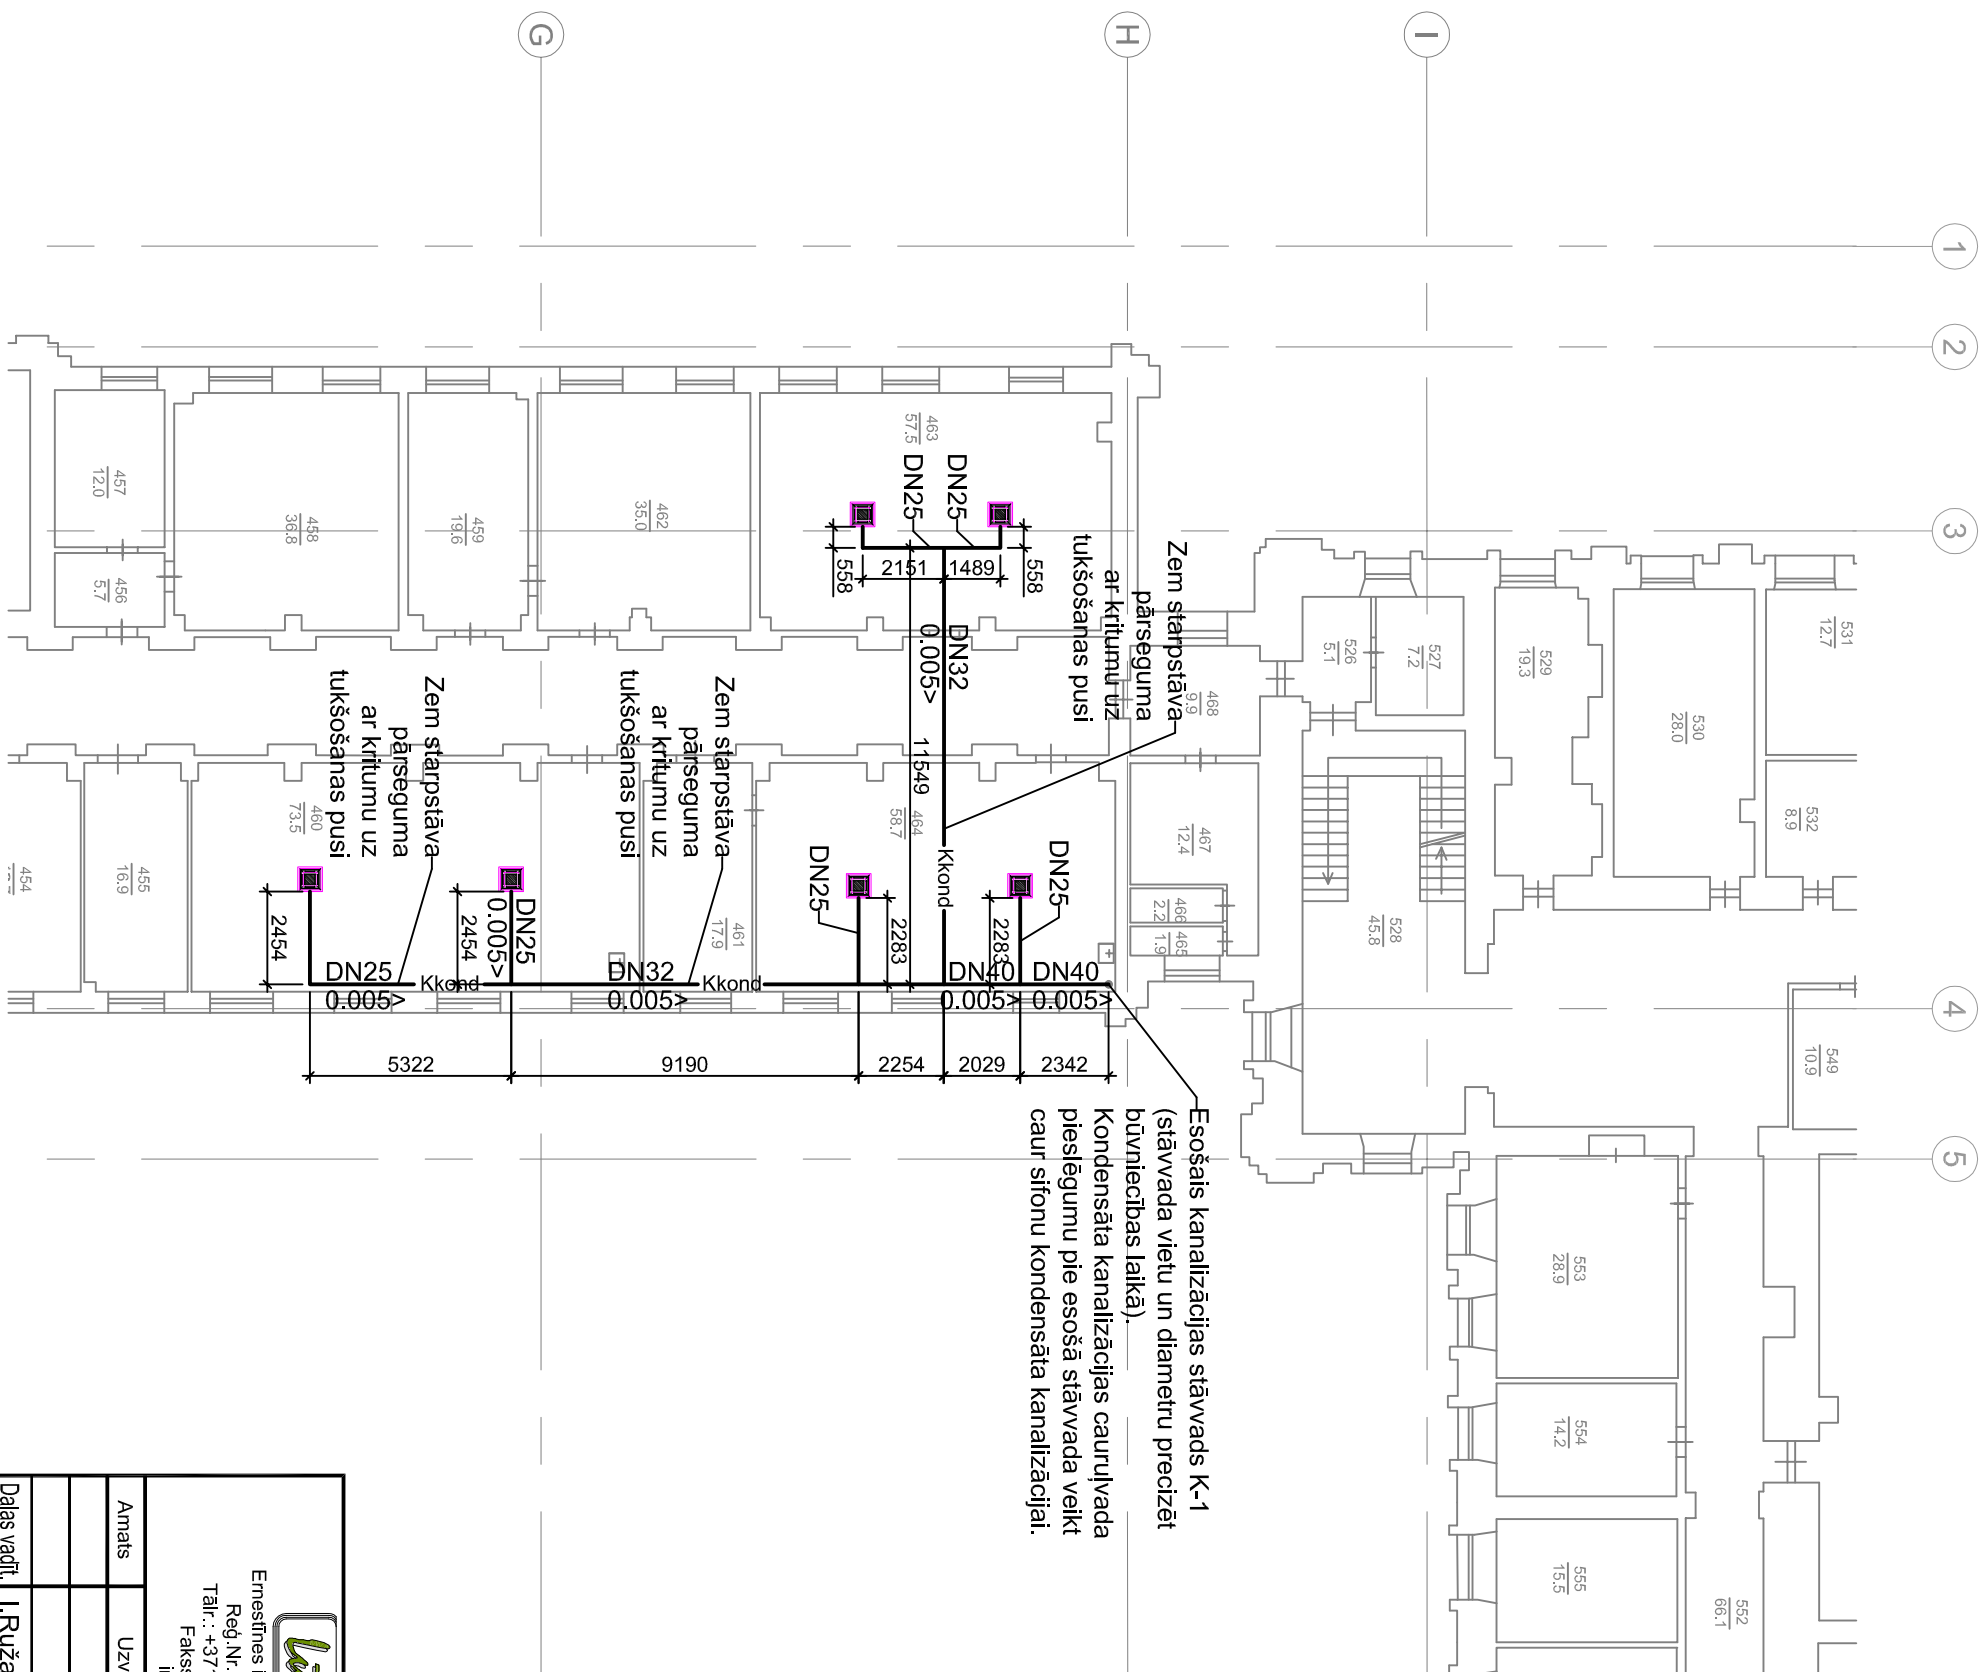 G
H
I
1
2
3
4
5
463
57.5
457
12.0
458
36.8
459
19.6
462
35.0
456
5.7
DN25
DN25
558
2151
1489
558
DN32
0.005>
11549
Zem starpstāva
pārseguma
ar kritumu uz
tukšošanas pusi
Zem starpstāva
pārseguma
ar kritumu uz
tukšošanas pusi
Zem starpstāva
pārseguma
ar kritumu uz
tukšošanas pusi
526
5.1
527
7.2
529
19.3
530
28.0
531
12.7
532
8.9
468
9.9
467
12.4
466
2.2
465
1.9
528
45.8
549
10.9
460
73.5
464
58.7
461
17.9
455
16.9
454
DN25
DN25
Kkond
2454
2454
DN25
0.005>
2283
2283
DN25
0.005>
Kkond
DN32
0.005>
Kkond
DN40
0.005>
DN40
0.005>
5322
9190
2254
2029
2342
Esošais kanalizācijas stāvvads K-1
(stāvvada vietu un diametru precizēt
būvniecības laikā).
Kondensāta kanalizācijas cauruļvada
pieslēgumu pie esošā stāvvada veikt
caur sifonu kondensāta kanalizācijai.
553
28.9
554
14.2
555
15.5
552
66.1
Ernestīnes i
Reģ.Nr.
Tālr.: +371
Fakss
Amats
Uzv
Daļas vadīt.
I.Ruža